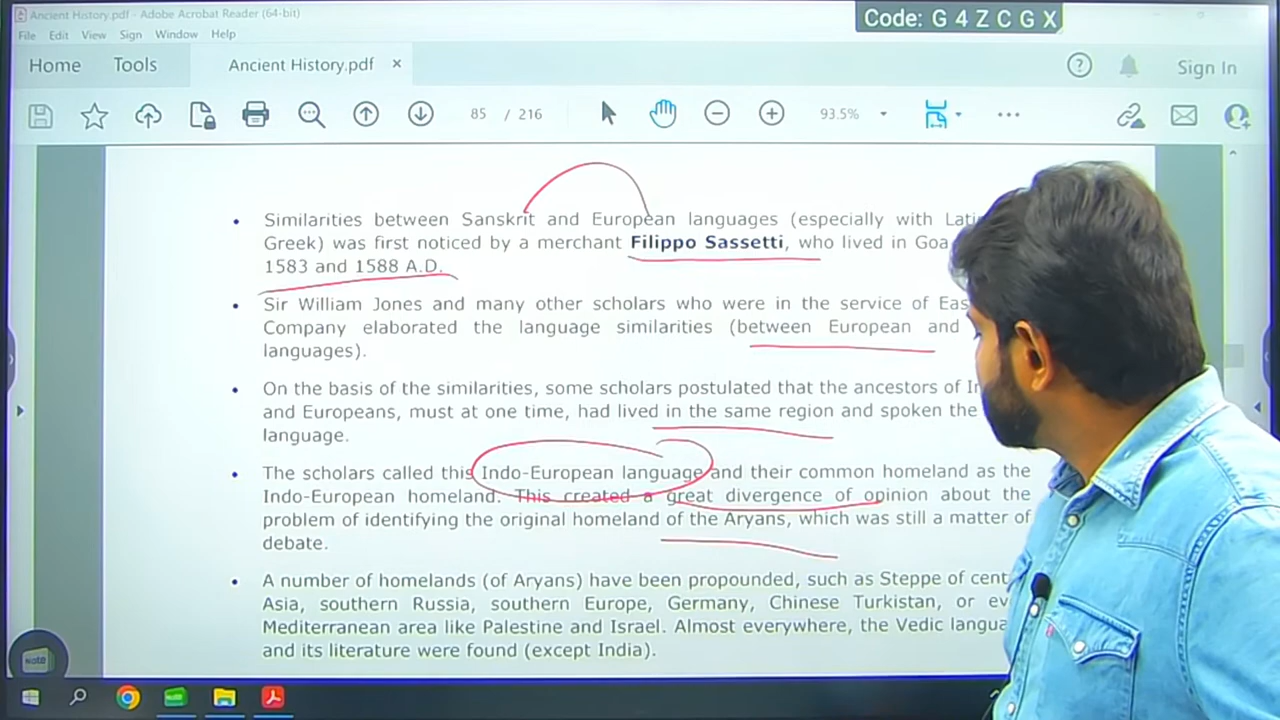 Ancient History.pdf - Adobe Acrobat Reader (64-bit)
Code: G 4 Z C G X
File Edit View Sign Window Help
Home Tools Ancient History.pdf × ? Sign In
85 / 216 93.5%
• Similarities between Sanskrit and European languages (especially with
Greek) was first noticed by a merchant Filippo Sassetti, who lived in Goa
1583 and 1588 A.D.
• Sir William Jones and many other scholars who were in the service of
Company elaborated the language similarities (between European and
languages).
• On the basis of the similarities, some scholars postulated that the ancestors of
and Europeans, must at one time, had lived in the same region and spoken the
language.
• The scholars called this Indo-European language and their common homeland as the
Indo-European homeland. This created a great divergence of opinion about the
problem of identifying the original homeland of the Aryans, which was still a matter of
debate.
• A number of homelands (of Aryans) have been propounded, such as Steppe of
Asia, southern Russia, southern Europe, Germany, Chinese Turkistan, or
Mediterranean area like Palestine and Israel. Almost everywhere, the Vedic
and its literature were found (except India).
Note